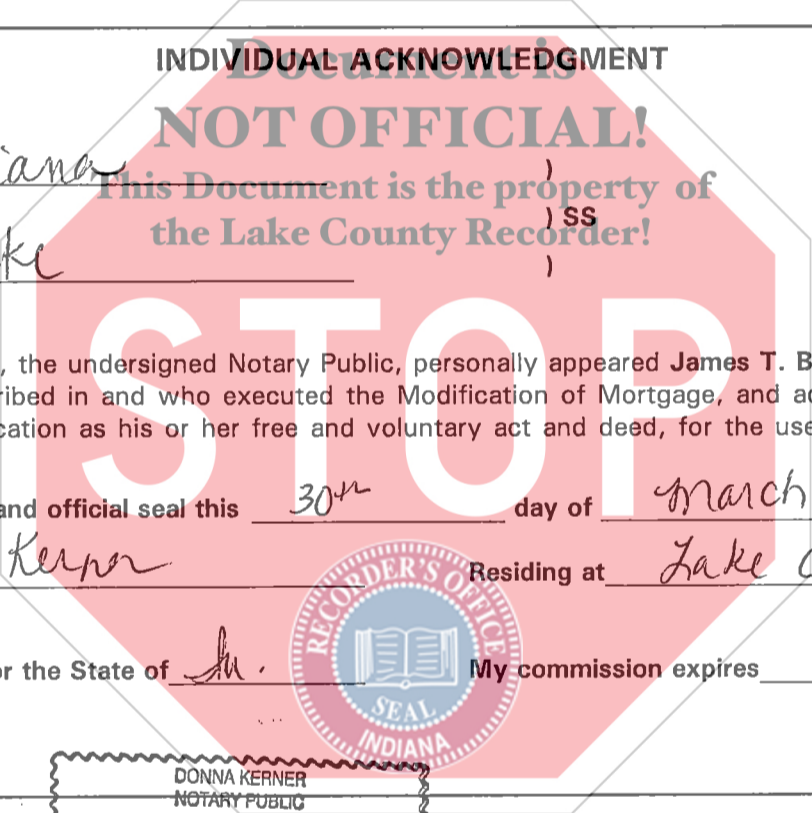 INDIVIDUAL ACKNOWLEDGMENT
Document is
NOT OFFICIAL!
iana )
This Document is the property of
) SS
the Lake County Recorder!
ke )
STOP
, the undersigned Notary Public, personally appeared James T. B
ribed in and who executed the Modification of Mortgage, and ac
cation as his or her free and voluntary act and deed, for the use
and official seal this 30th day of March
Kerner Residing at Lake C
or the State of In. My commission expires
RECORDER'S OFFICE
SEAL
INDIANA
DONNA KERNER
NOTARY PUBLIC